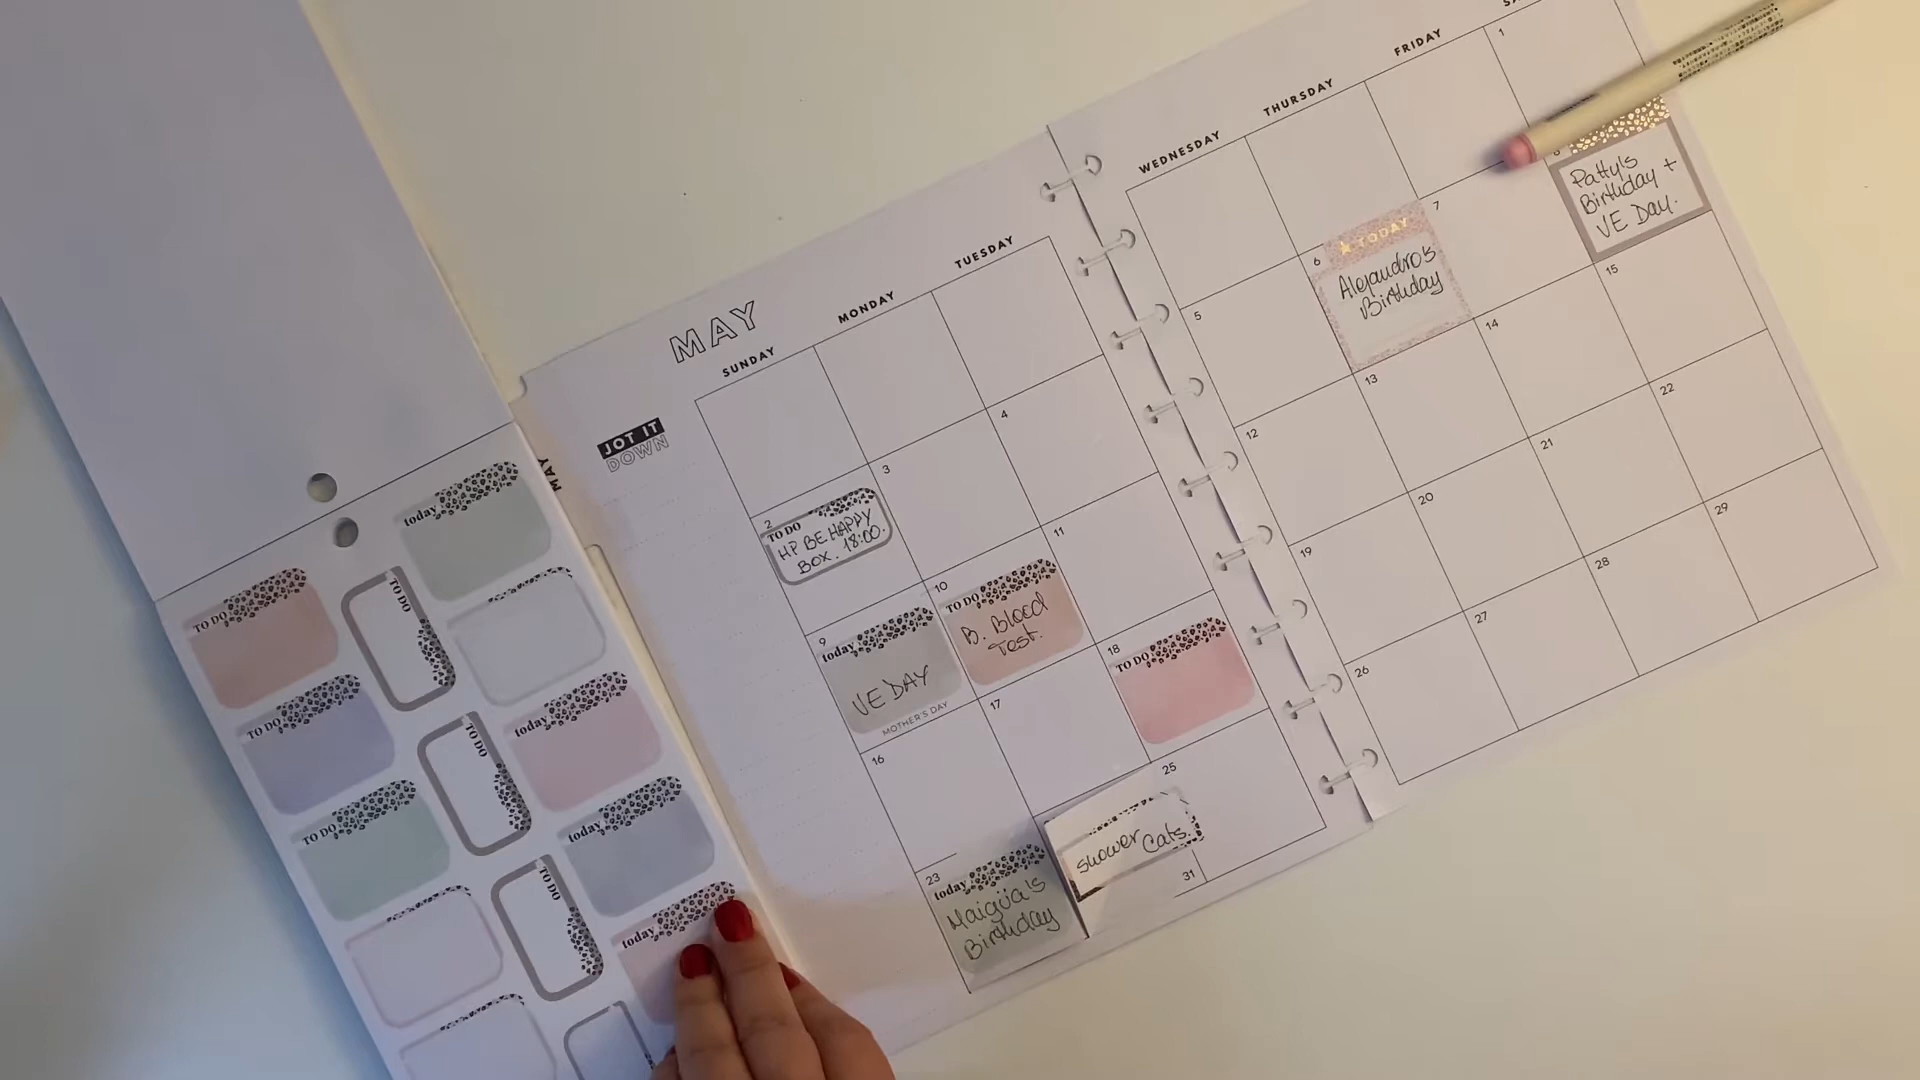 MAY
SUNDAY
MONDAY
TUESDAY
WEDNESDAY
THURSDAY
FRIDAY
JOT IT
DOWN
MAY
1
2
TO DO
HP BE HAPPY
BOX. 18:00.
3
4
5
6
★ TODAY
Alejandro's
Birthday
7
8
Patty's
Birthday +
VE Day.
9
today
VE DAY
MOTHER'S DAY
10
TO DO
B. Blood
Test.
11
12
13
14
15
16
17
18
TO DO
19
20
21
22
23
today
Birthday
shower
Cats.
25
26
27
28
29
31
today
TO DO
TO DO
TO DO
today
TO DO
TO DO
today
TO DO
today